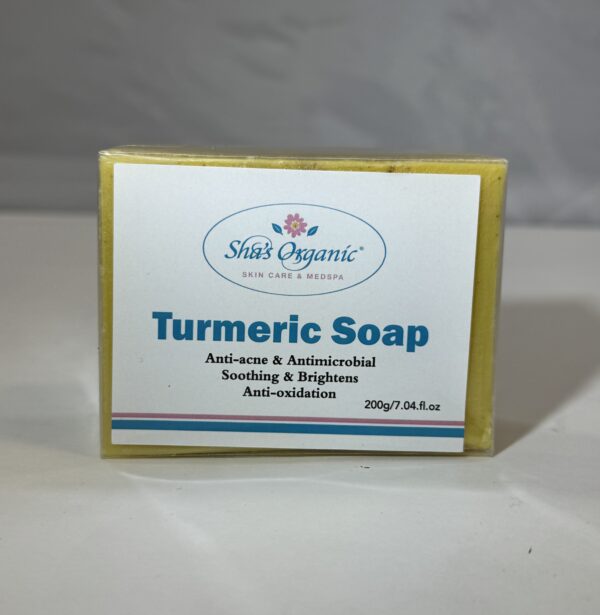 Sha's Organic®
SKIN CARE & MEDSPA
Turmeric Soap
Anti-acne & Antimicrobial
Soothing & Brightens
Anti-oxidation
200g/7.04.fl.oz